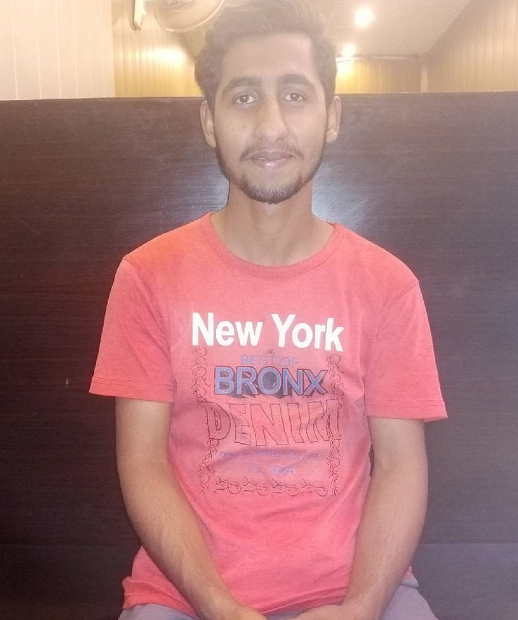 New York
BEST OF
BRONX
DENIM